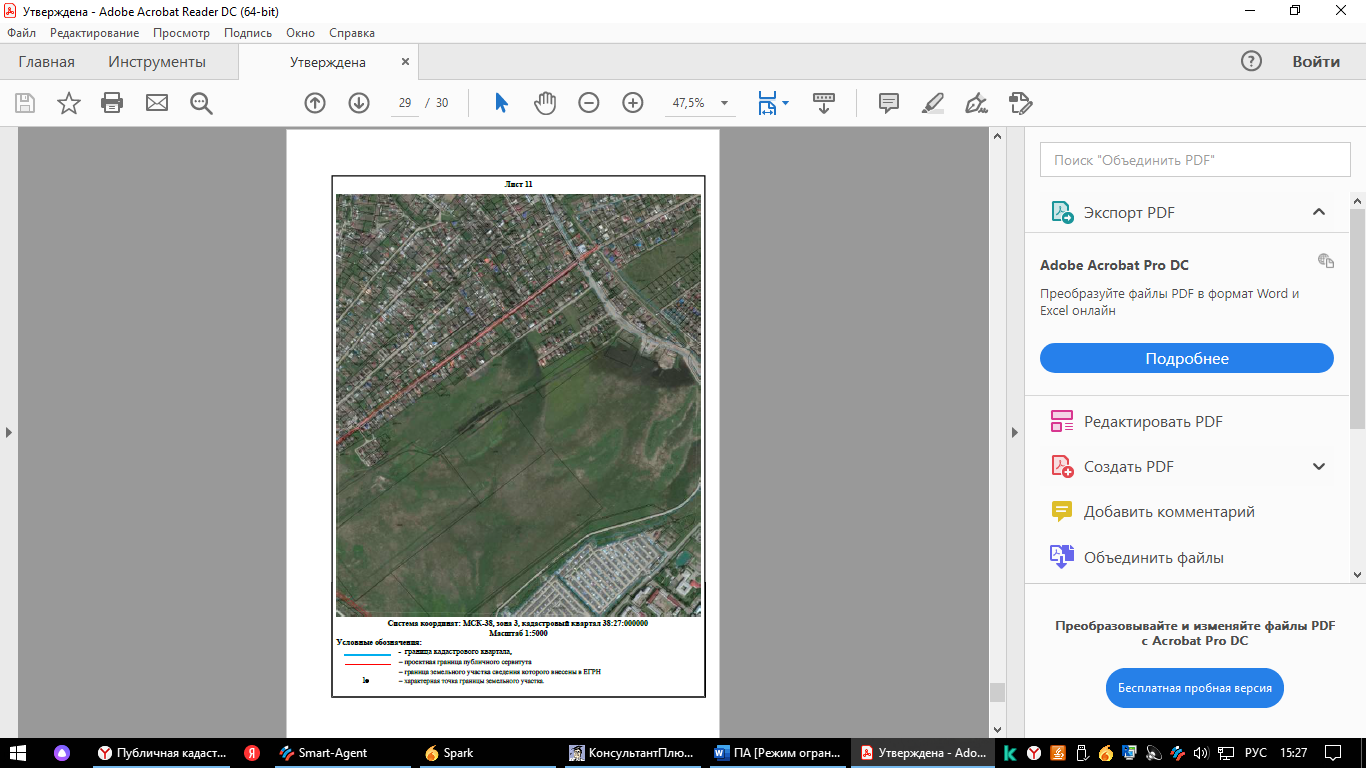 Утверждена - Adobe Acrobat Reader DC (64-bit)
Файл Редактирование Просмотр Подпись Окно Справка
Главная Инструменты Утверждена × Войти
29 / 30 47,5%
Поиск "Объединить PDF"
Экспорт PDF
Adobe Acrobat Pro DC
Преобразуйте файлы PDF в формат Word и
Excel онлайн
Подробнее
Редактировать PDF
Создать PDF
Добавить комментарий
Объединить файлы
Преобразовывайте и изменяйте файлы PDF
с Acrobat Pro DC
Бесплатная пробная версия
Лист 11
Система координат: МСК-38, зона 3, кадастровый квартал 38:27:000000
Масштаб 1:5000
Условные обозначения:
- граница кадастрового квартала,
– проектная граница публичного сервитута
– граница земельного участка сведения которого внесены в ЕГРН
1● – характерная точка границы земельного участка.
Публичная кадаст... Smart-Agent Spark КонсультантПлю... ПА [Режим огран... Утверждена - Ado... РУС 15:27